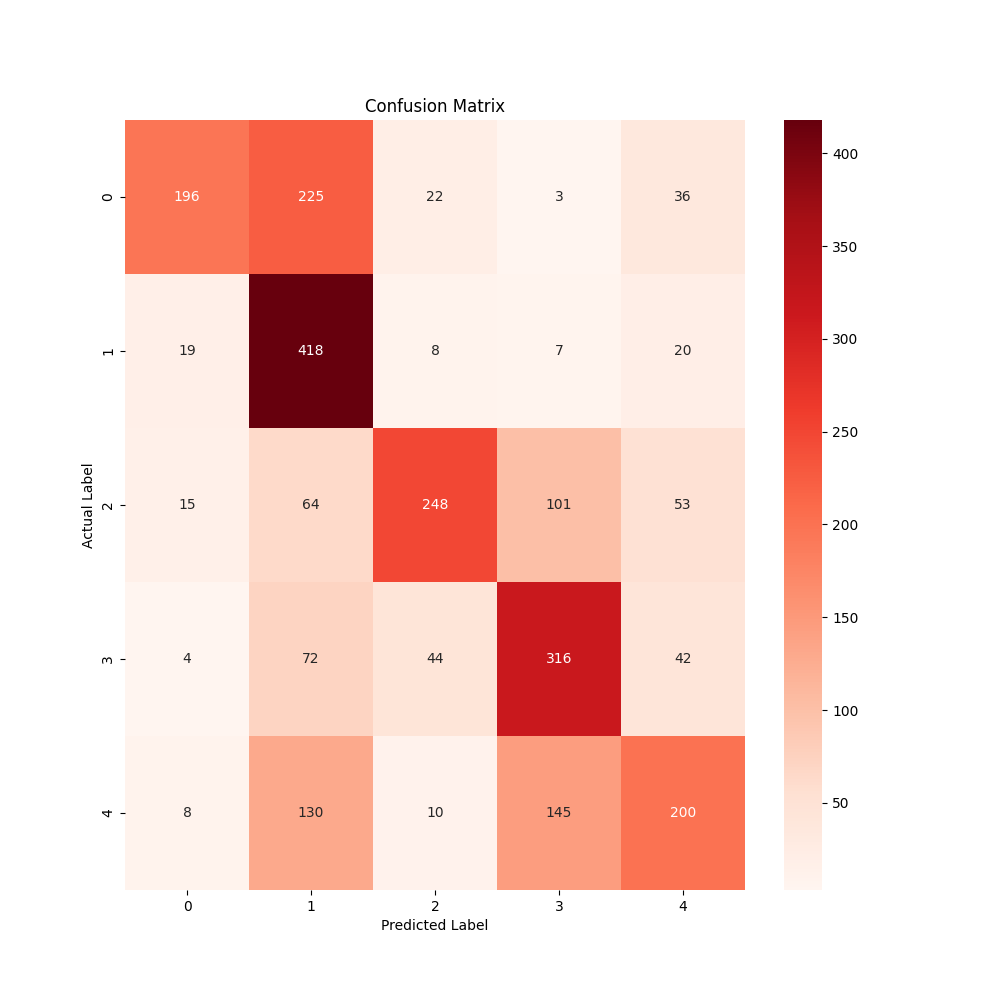 Confusion Matrix
0 196 225 22 3 36
1 19 418 8 7 20
2 15 64 248 101 53
3 4 72 44 316 42
4 8 130 10 145 200
0 1 2 3 4
Predicted Label
Actual Label
400
350
300
250
200
150
100
50